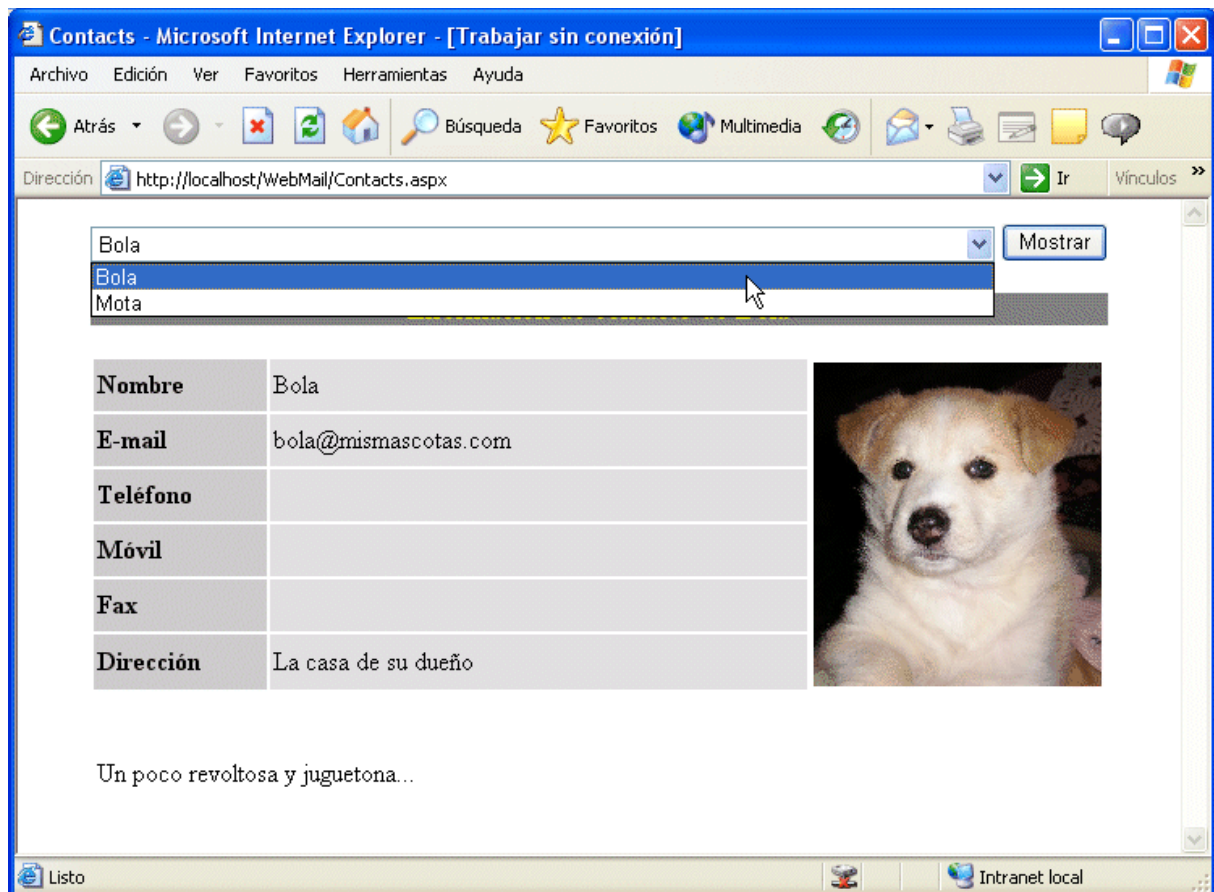 Contacts - Microsoft Internet Explorer - [Trabajar sin conexión]
Archivo Edición Ver Favoritos Herramientas Ayuda
Atrás Búsqueda Favoritos Multimedia
Dirección http://localhost/WebMail/Contacts.aspx Ir Vínculos »
Bola Mostrar
Bola
Mota
Nombre Bola
E-mail bola@mismascotas.com
Teléfono
Móvil
Fax
Dirección La casa de su dueño
Un poco revoltosa y juguetona...
Listo Intranet local